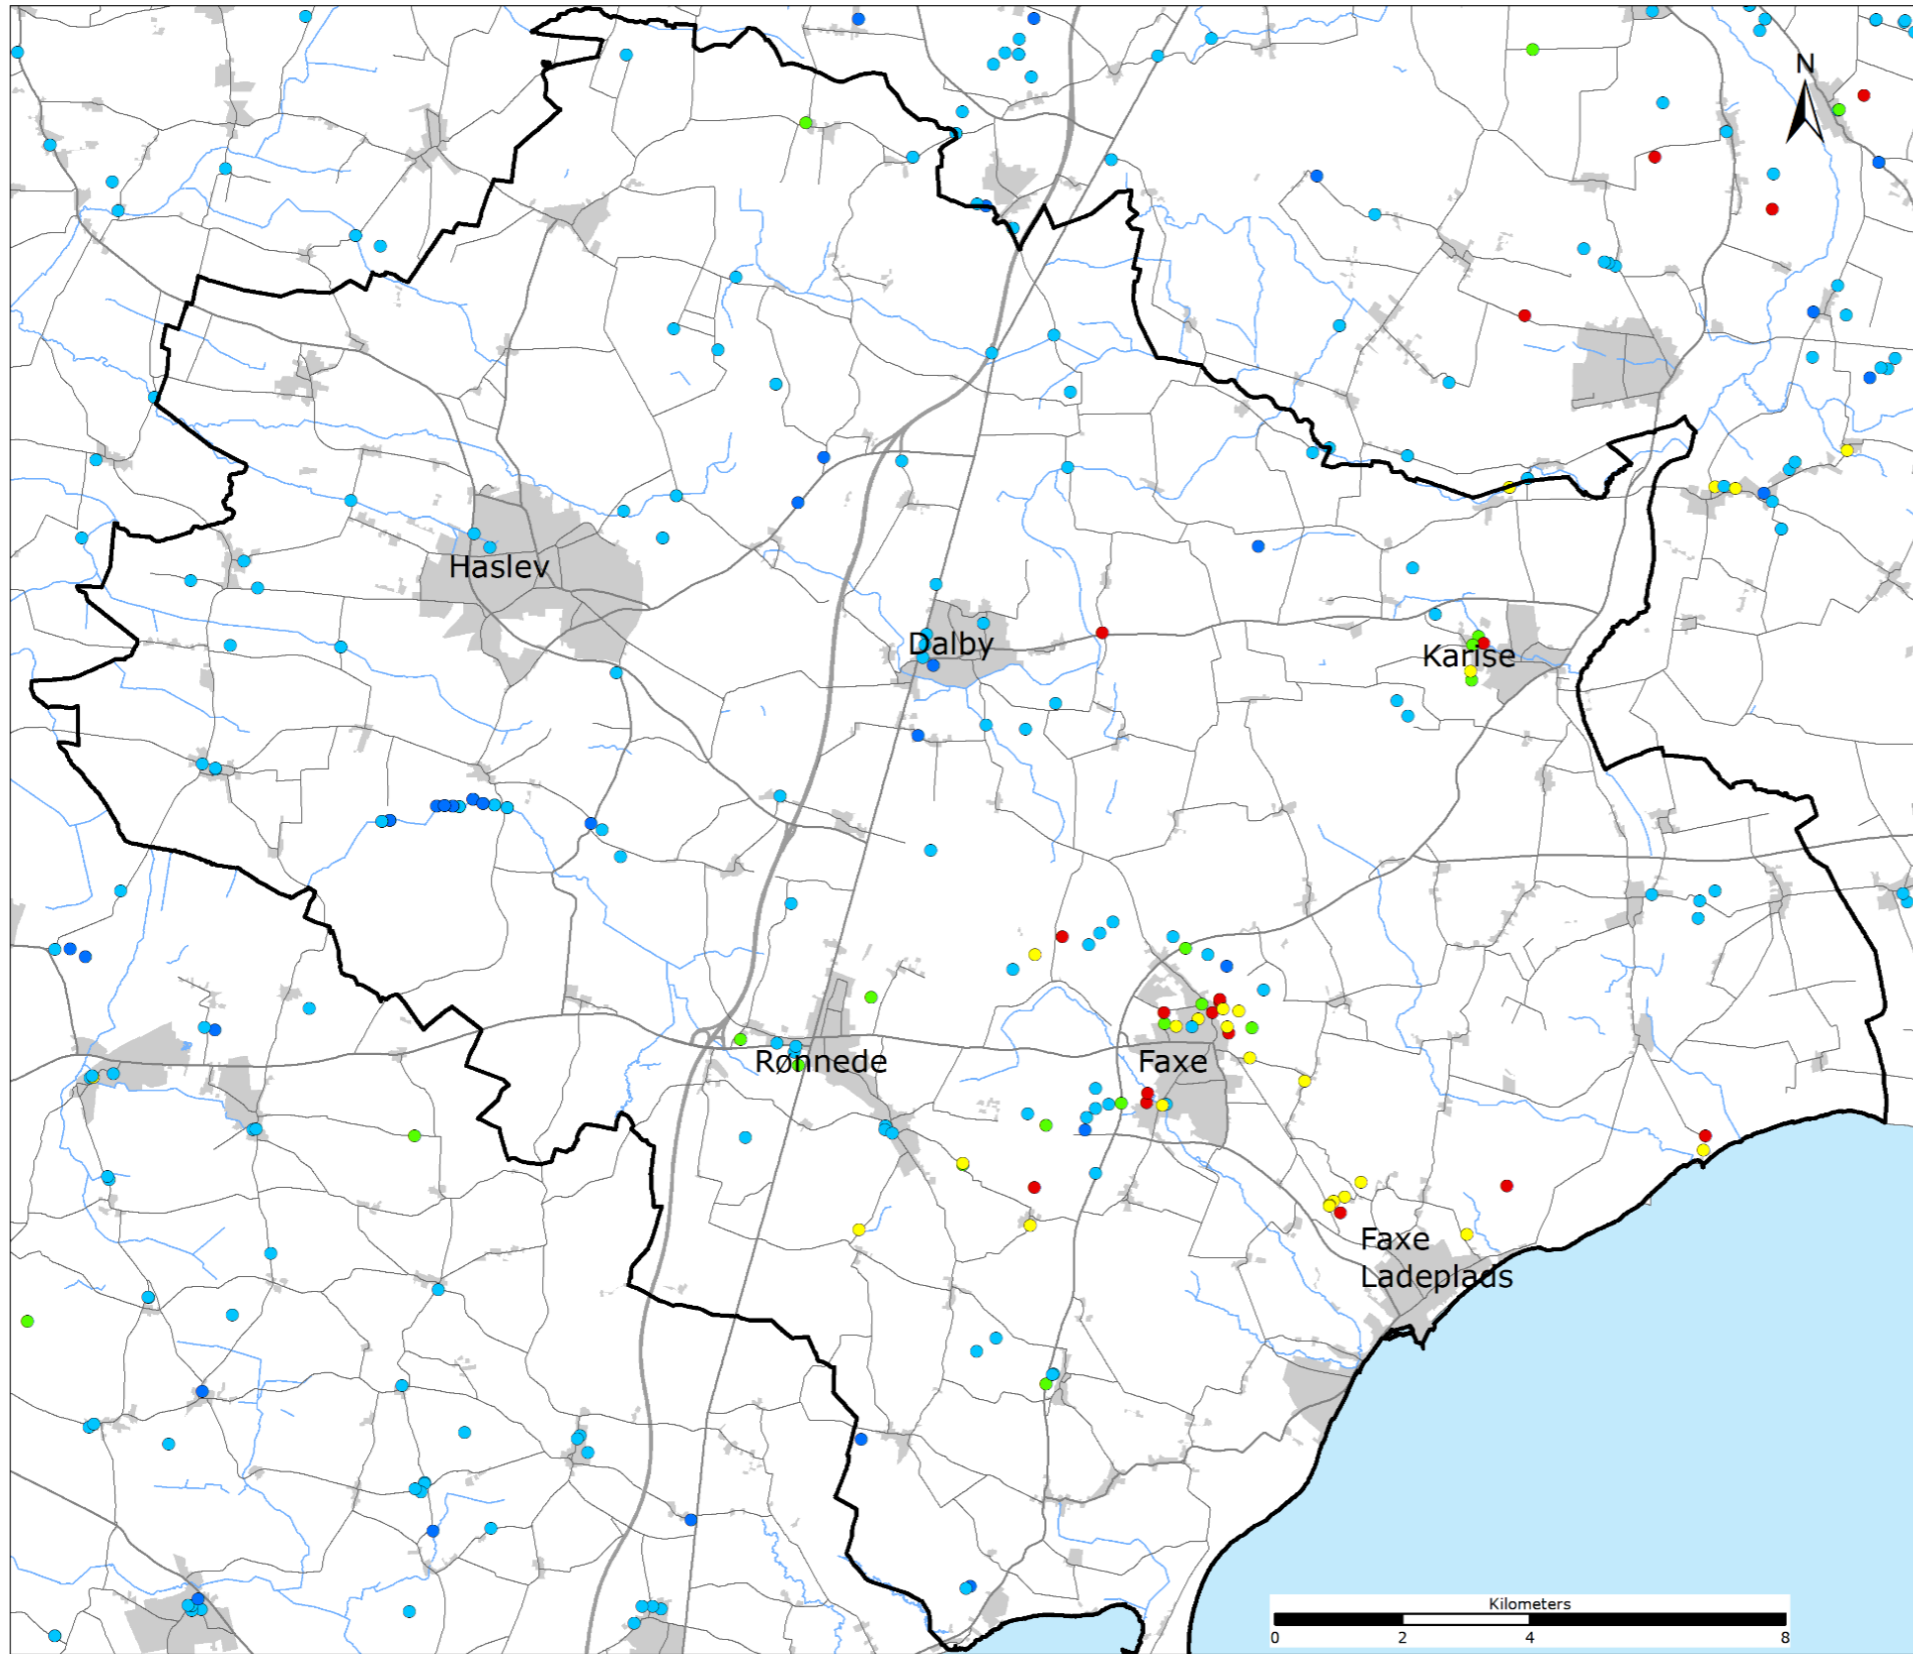 N
Haslev
Dalby
Karise
Rønnede
Faxe
Faxe
Ladeplads
Kilometers
0 2 4 8